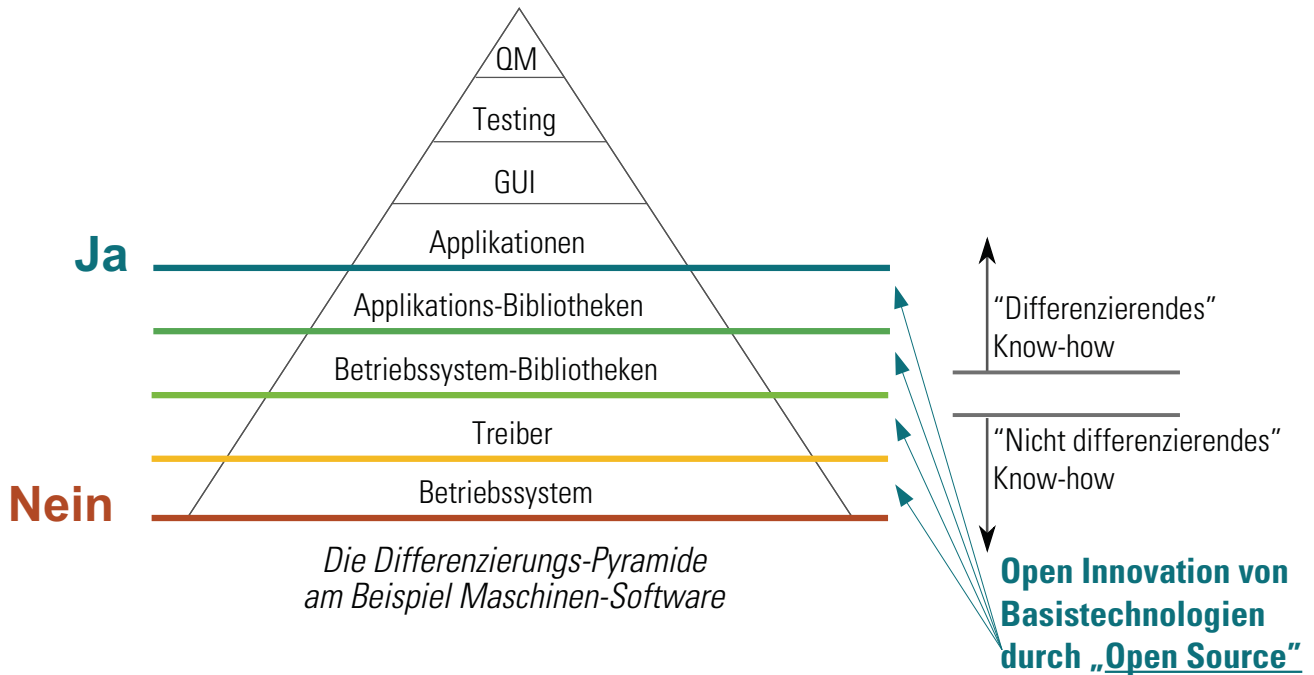 QM
Testing
GUI
Applikationen
Ja
Applikations-Bibliotheken
Betriebssystem-Bibliotheken
Treiber
Betriebssystem
Nein
Die Differenzierungs-Pyramide
am Beispiel Maschinen-Software
“Differenzierendes”
Know-how
“Nicht differenzierendes”
Know-how
Open Innovation von
Basistechnologien
durch „Open Source”